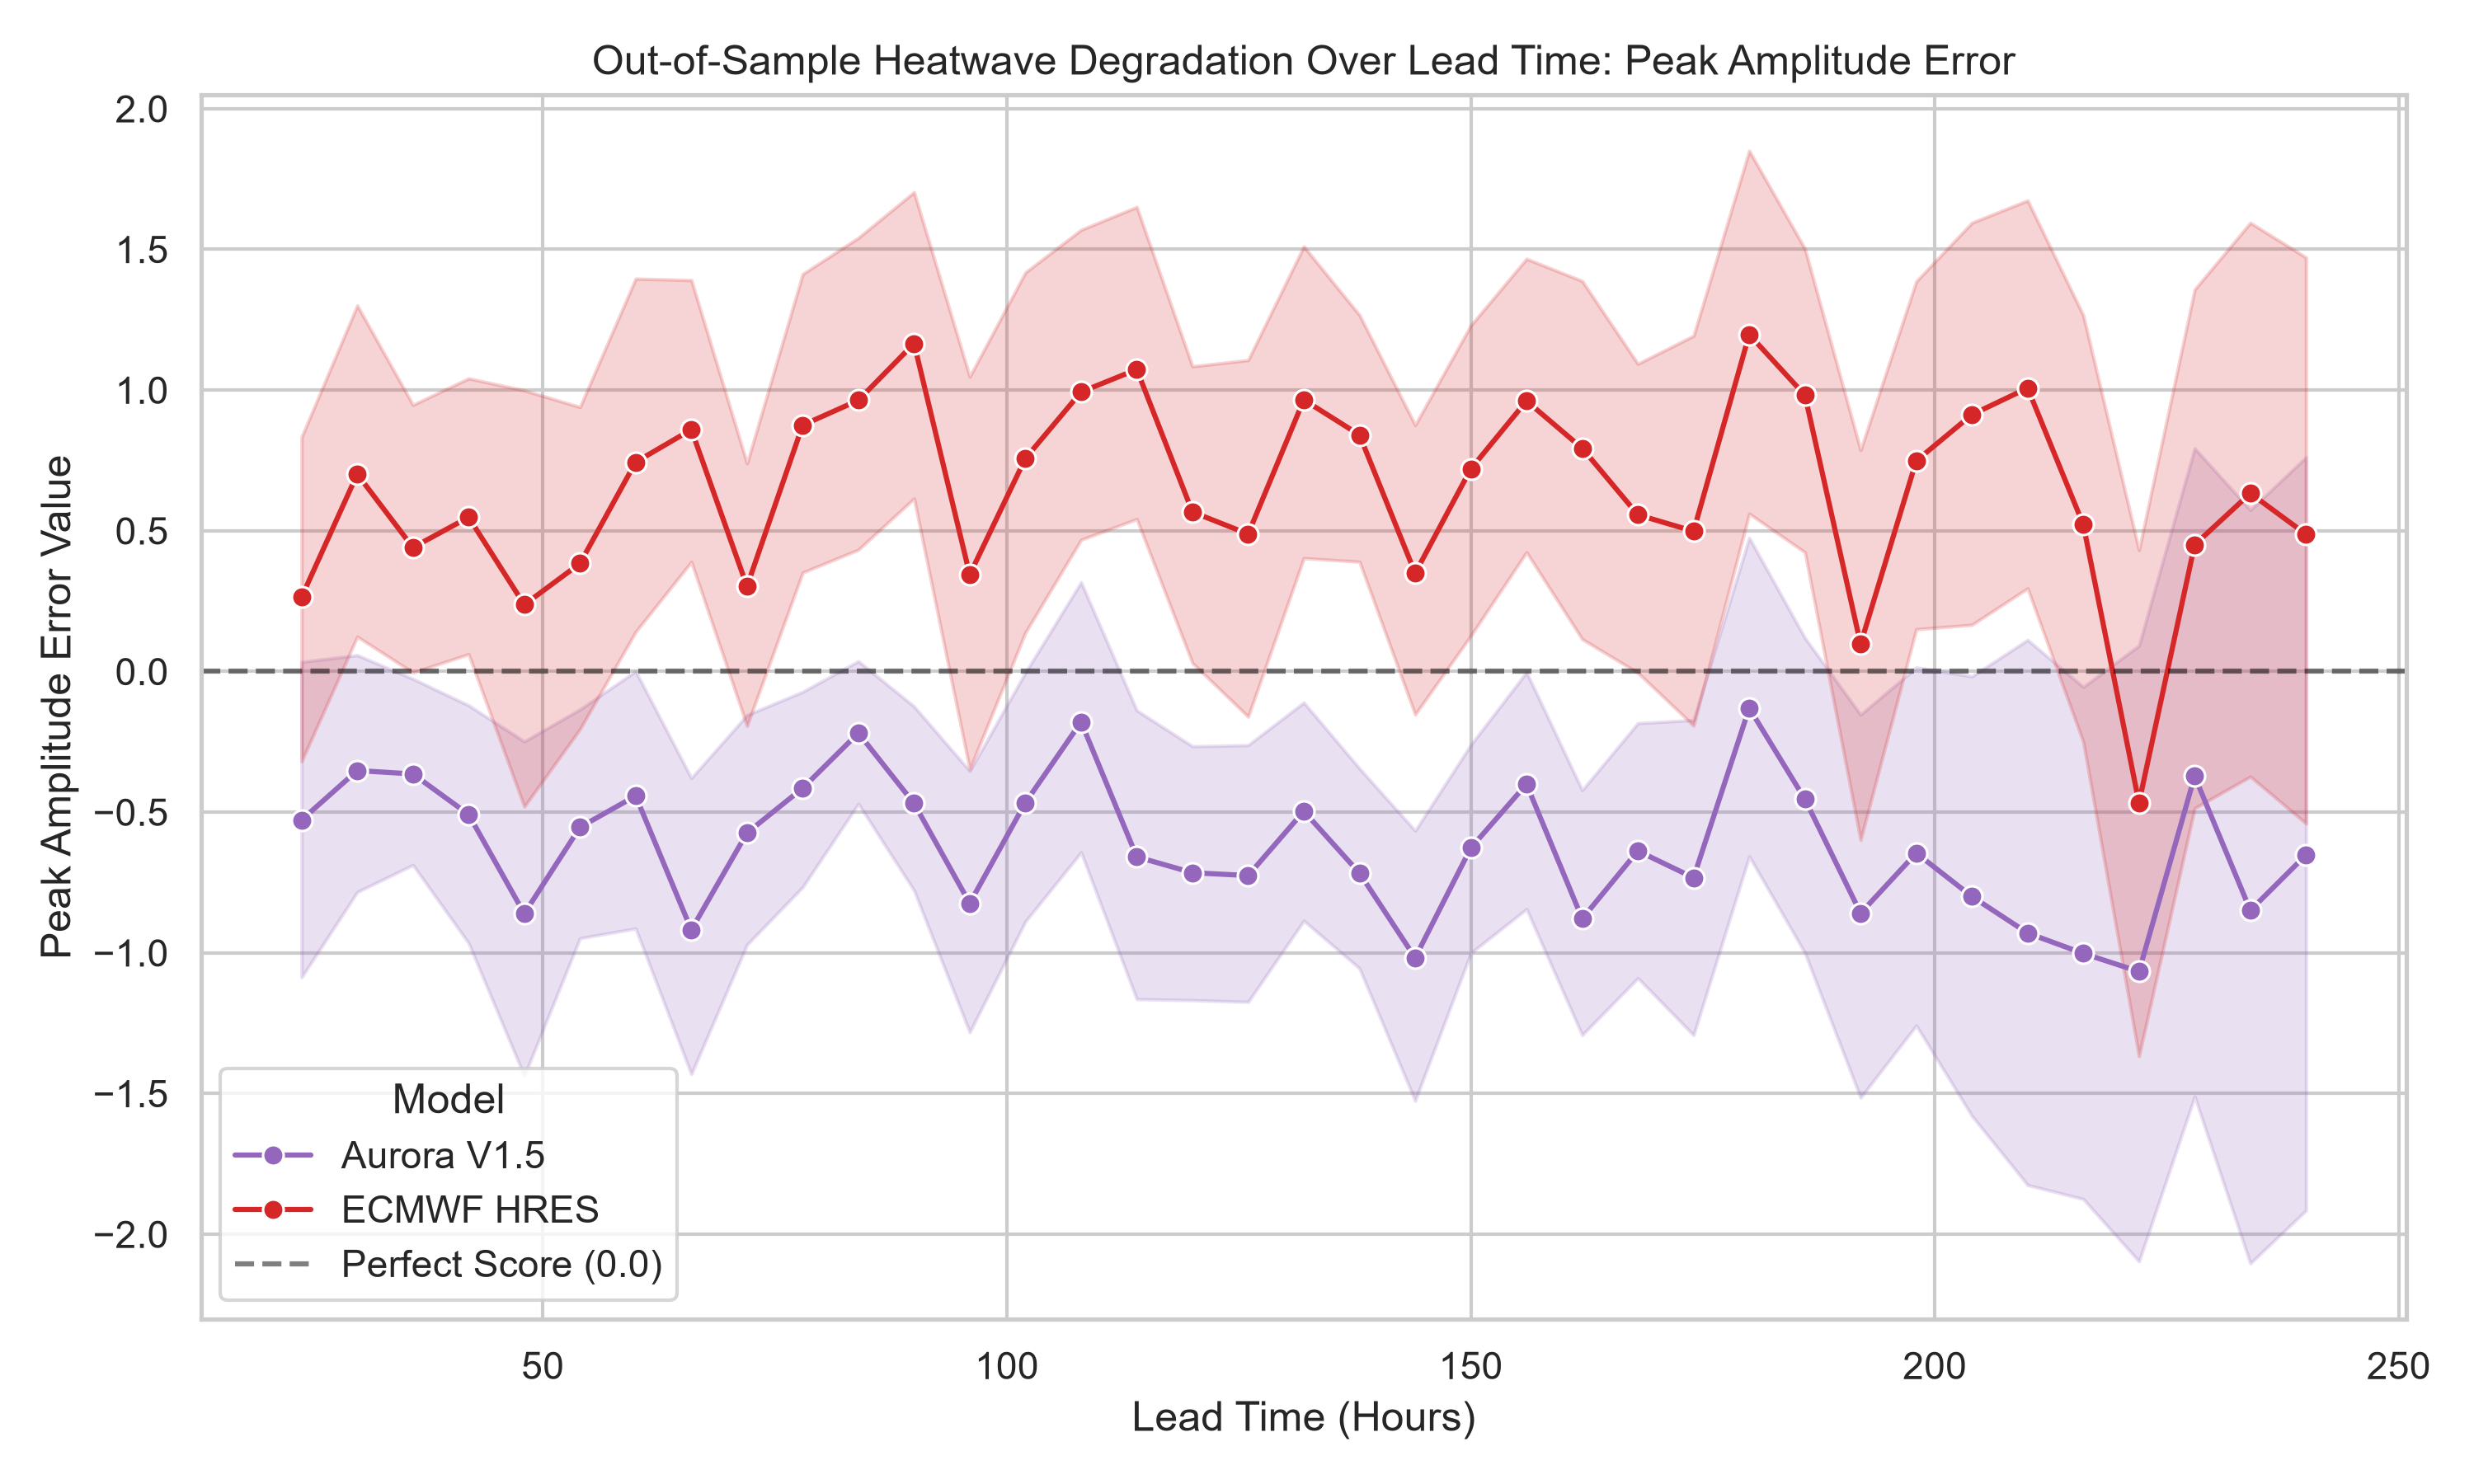 Out-of-Sample Heatwave Degradation Over Lead Time: Peak Amplitude Error
Peak Amplitude Error Value
2.0
1.5
1.0
0.5
0.0
−0.5
−1.0
−1.5
−2.0
Model
Aurora V1.5
ECMWF HRES
Perfect Score (0.0)
50
100
150
200
250
Lead Time (Hours)